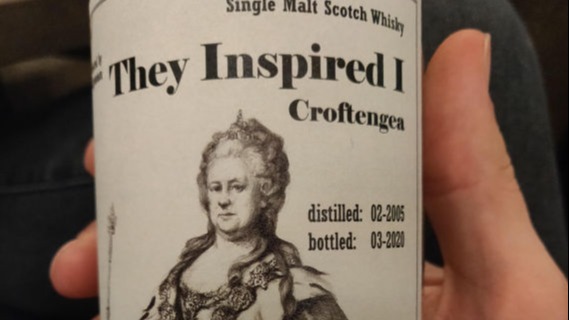 Single Malt Scotch Whisky
They Inspired I
Croftengea
distilled: 02-2005
bottled: 03-2020